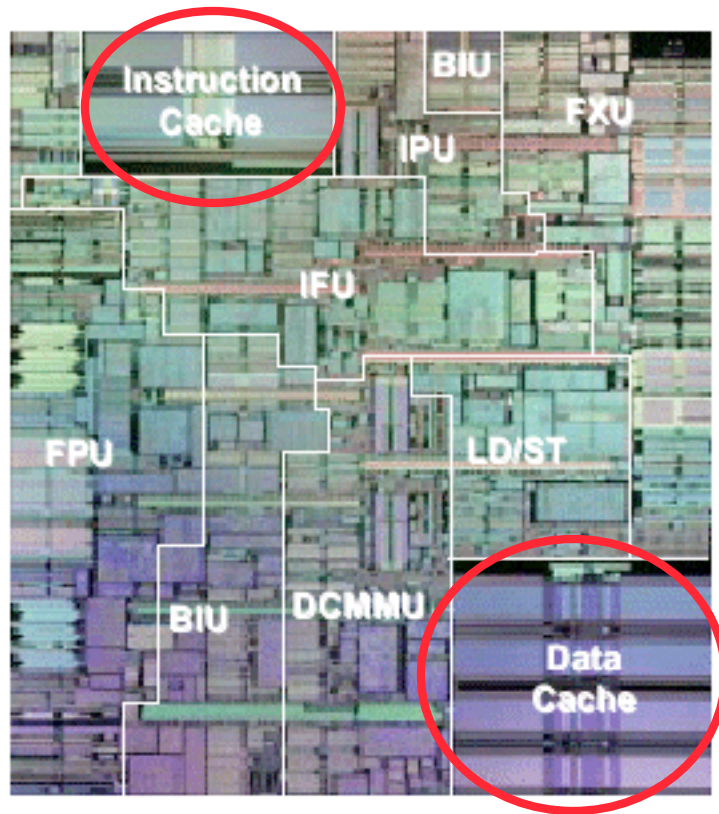 Instruction
Cache
BIU
FXU
IPU
IFU
FPU
LD/ST
BIU
DCMMU
Data
Cache